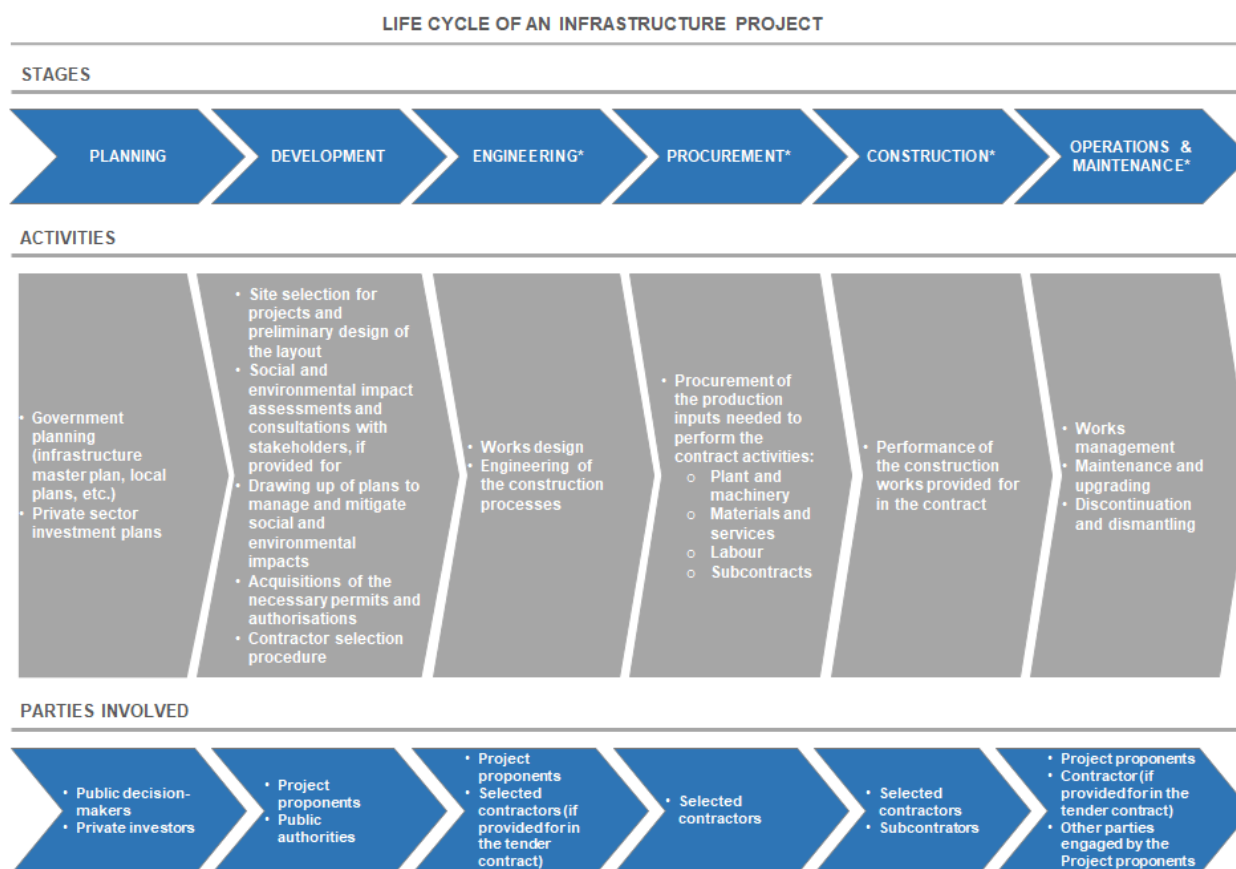 LIFE CYCLE OF AN INFRASTRUCTURE PROJECT
STAGES
PLANNING
DEVELOPMENT
ENGINEERING*
PROCUREMENT*
CONSTRUCTION*
OPERATIONS &
MAINTENANCE*
ACTIVITIES
• Government
planning
(infrastructure
master plan, local
plans, etc.)
• Private sector
investment plans
• Site selection for
projects and
preliminary design of
the layout
• Social and
environmental impact
assessments and
consultations with
stakeholders, if
provided for
• Drawing up of plans to
manage and mitigate
social and
environmental
impacts
• Acquisitions of the
necessary permits and
authorisations
• Contractor selection
procedure
• Works design
• Engineering of
the construction
processes
• Procurement of
the production
inputs needed to
perform the
contract activities:
o Plant and
machinery
o Materials and
services
o Labour
o Subcontracts
• Performance of
the construction
works provided for
in the contract
• Works
management
• Maintenance and
upgrading
• Discontinuation
and dismantling
PARTIES INVOLVED
• Public decision-
makers
• Private investors
• Project
proponents
• Public
authorities
• Project
proponents
• Selected
contractors (if
provided for in
the tender
contract)
• Selected
contractors
• Selected
contractors
• Subcontrators
• Project proponents
• Contractor (if
provided for in the
tender contract)
• Other parties
engaged by the
Project proponents